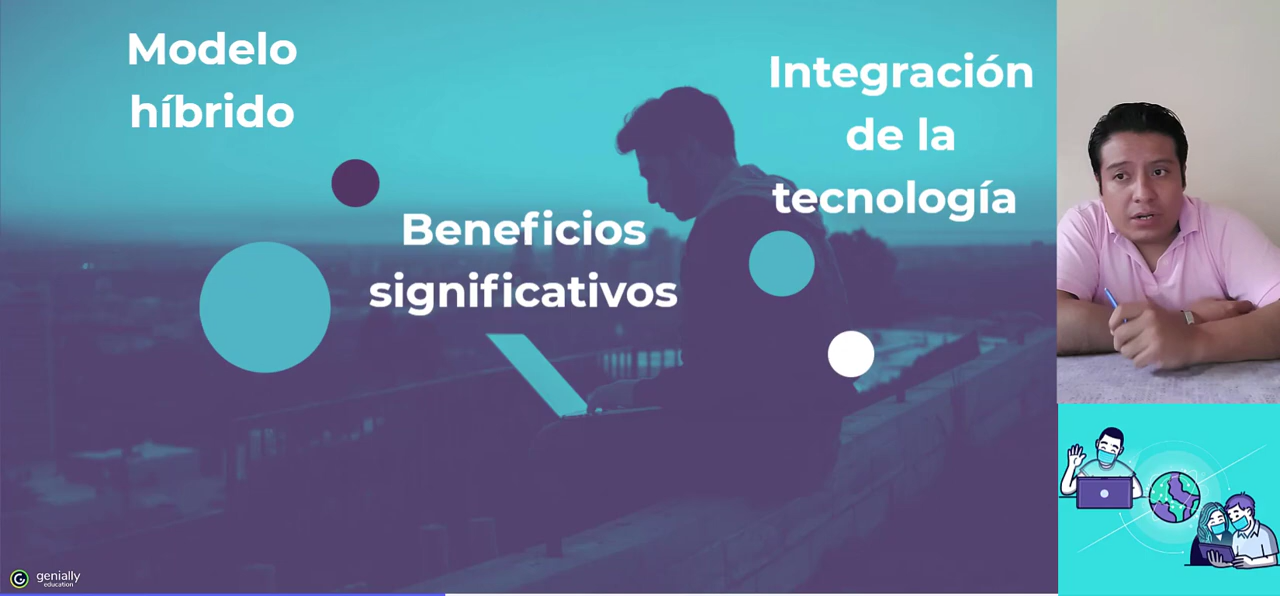 Modelo
híbrido
Beneficios
significativos
Integración
de la
tecnología
genially
education